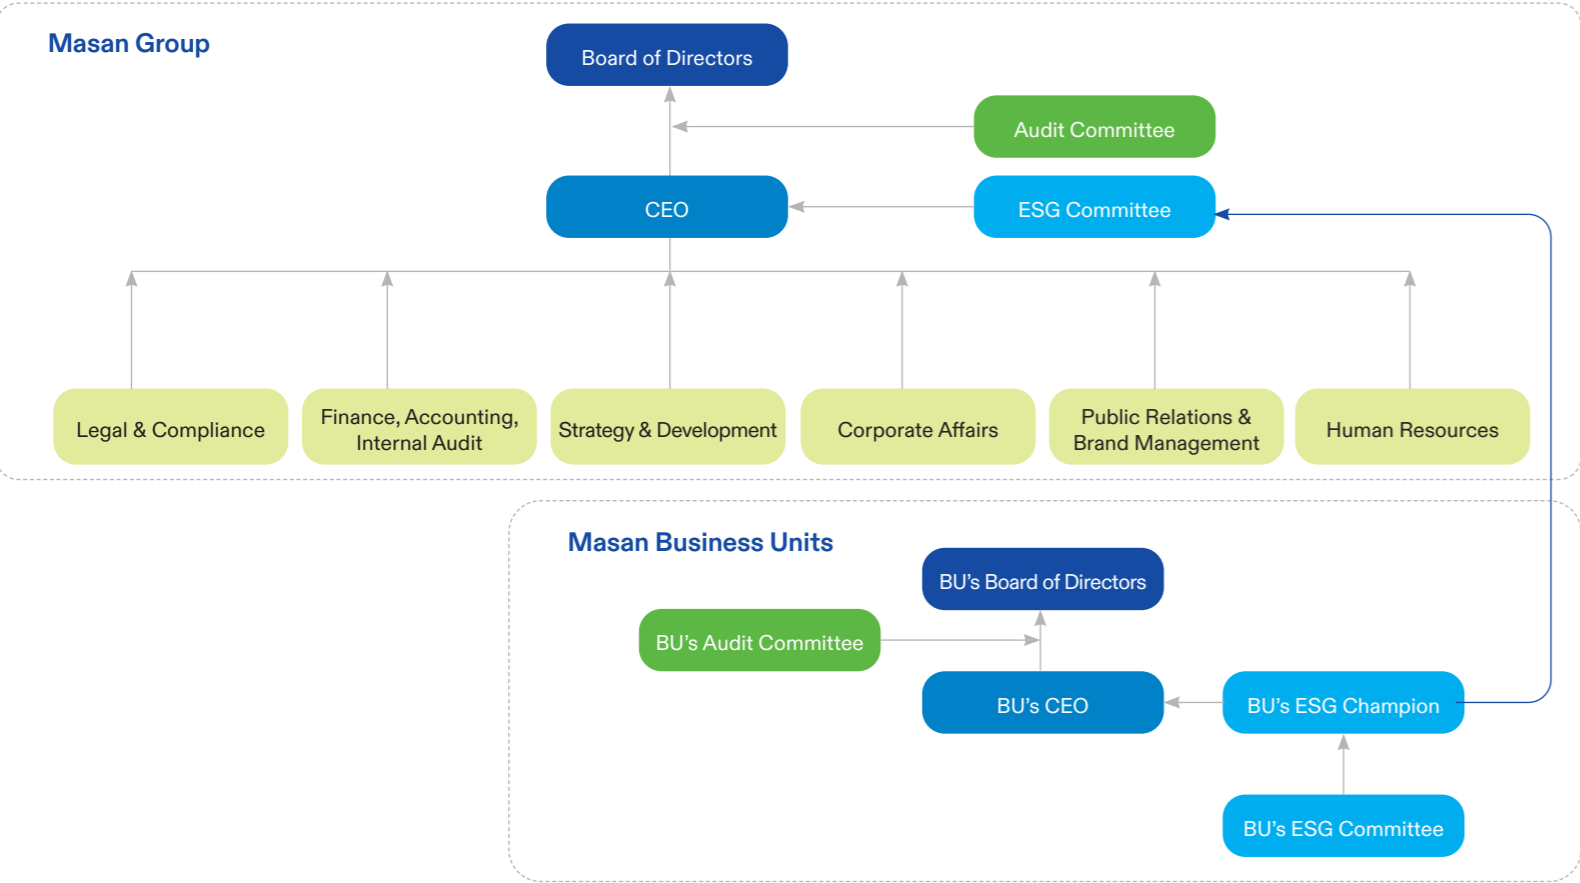 Masan Group
Board of Directors
Audit Committee
CEO
ESG Committee
Legal & Compliance
Finance, Accounting,
Internal Audit
Strategy & Development
Corporate Affairs
Public Relations &
Brand Management
Human Resources
Masan Business Units
BU’s Board of Directors
BU’s Audit Committee
BU’s CEO
BU’s ESG Champion
BU’s ESG Committee